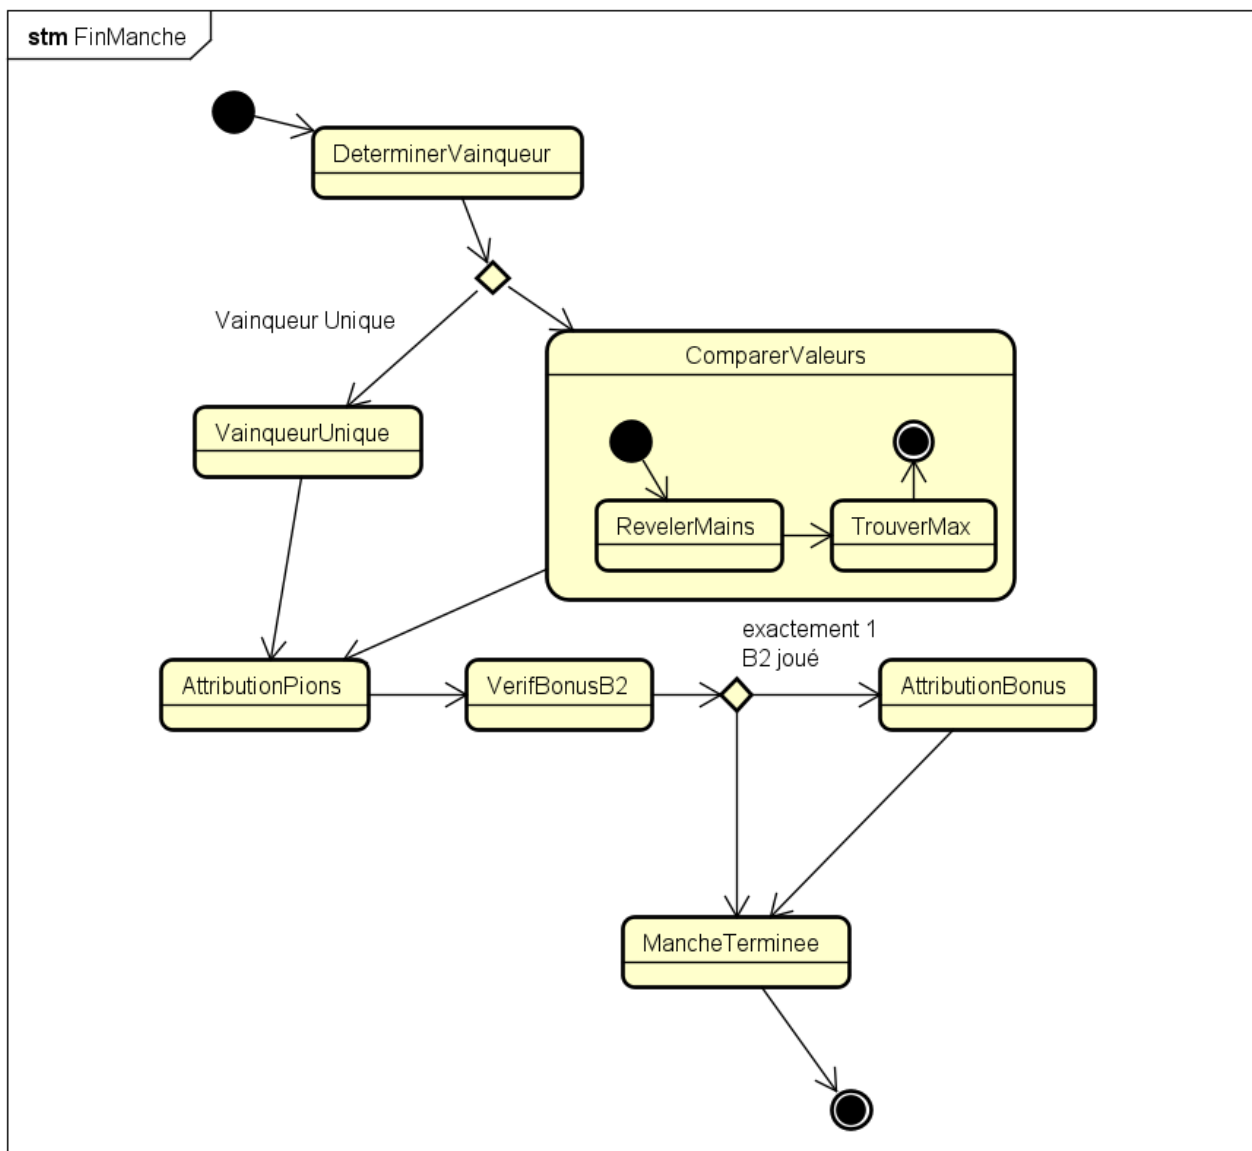 stm FinManche
DeterminerVainqueur
Vainqueur Unique
ComparerValeurs
VainqueurUnique
RevelerMains
TrouverMax
exactement 1
B2 joué
AttributionPions
VerifBonusB2
AttributionBonus
MancheTerminee